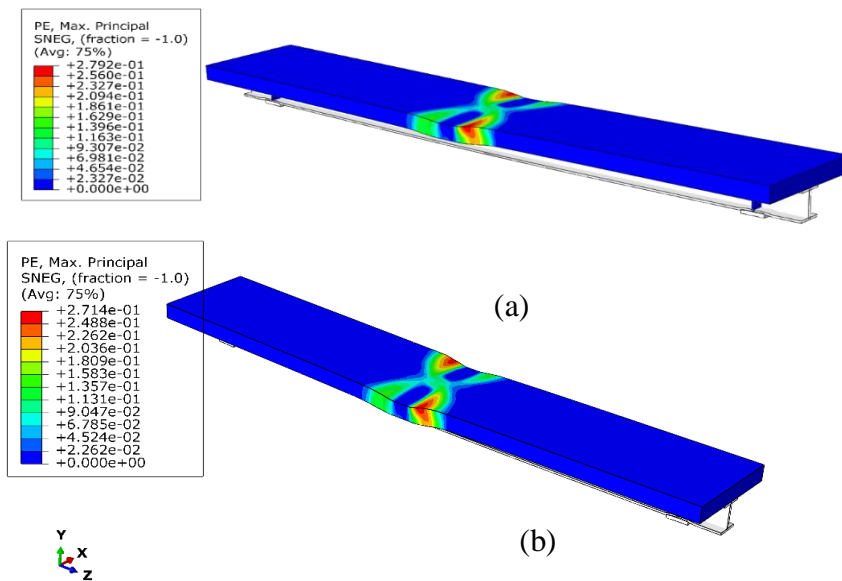 PE, Max. Principal
SNEG, (fraction = -1.0)
(Avg: 75%)
+2.792e-01
+2.560e-01
+2.327e-01
+2.094e-01
+1.861e-01
+1.629e-01
+1.396e-01
+1.163e-01
+9.307e-02
+6.981e-02
+4.654e-02
+2.327e-02
+0.000e+00
(a)
PE, Max. Principal
SNEG, (fraction = -1.0)
(Avg: 75%)
+2.714e-01
+2.488e-01
+2.262e-01
+2.036e-01
+1.809e-01
+1.583e-01
+1.357e-01
+1.131e-01
+9.047e-02
+6.785e-02
+4.524e-02
+2.262e-02
+0.000e+00
(b)
Y
X
Z